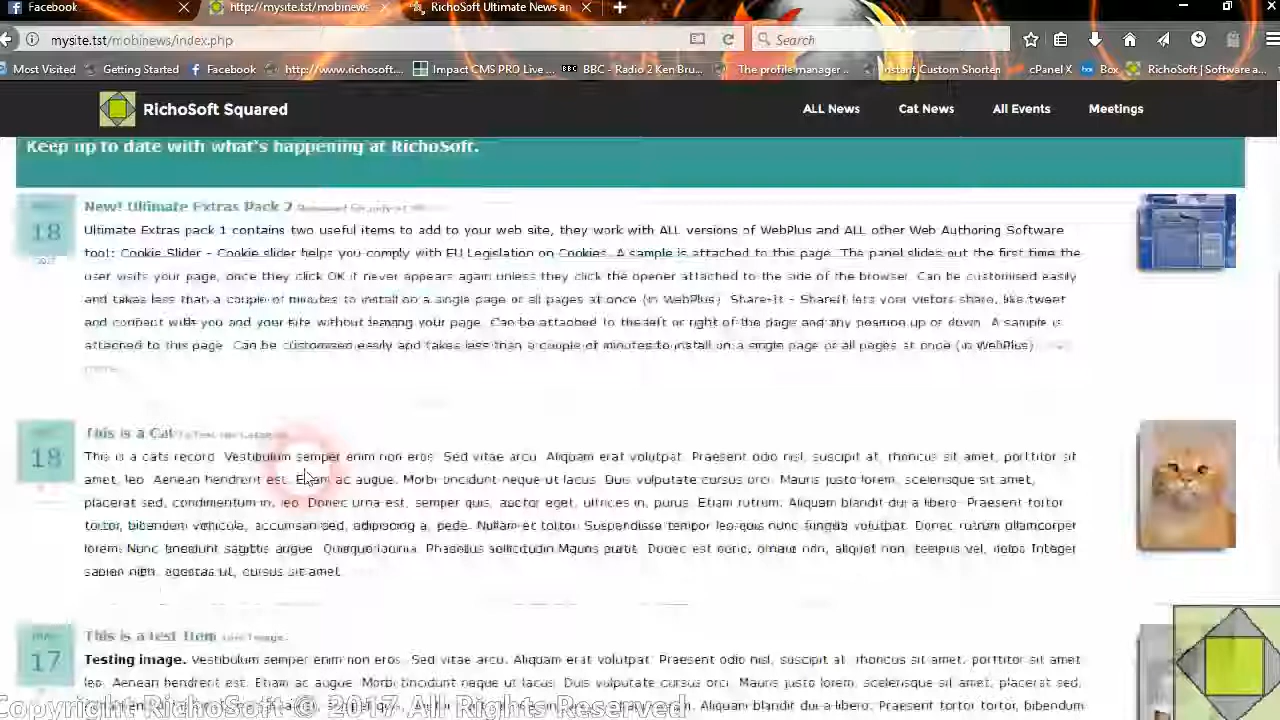 Facebook
http://mysite.tst/mobinews
RichoSoft Ultimate News an
mysite.tst/mobinews/index.php
Search
Most Visited
Getting Started
Facebook
http://www.richosoft....
Impact CMS PRO Live ...
BBC - Radio 2 Ken Bru...
The profile manager ...
Instant Custom Shorten
cPanel X
Box
RichoSoft | Software a...
RichoSoft Squared
ALL News
Cat News
All Events
Meetings
Keep up to date with what's happening at RichoSoft.
18
New! Ultimate Extras Pack 2
Ultimate Extras pack 1 contains two useful items to add to your web site, they work with ALL versions of WebPlus and ALL other Web Authoring Software
tool: Cookie Slider - Cookie slider helps you comply with EU Legislation on Cookies. A sample is attached to this page. The panel slides out the first time the
user visits your page, once they click OK it never appears again unless they click the opener attached to the side of the browser. Can be customised easily
and takes less than a couple of minutes to install on a single page or all pages at once (in WebPlus). Share-It - ShareIt lets your visitors share, like tweet
and connect with you and your site without leaving your page. Can be attached to the left or right of the page and any position up or down. A sample is
attached to this page. Can be customised easily and takes less than a couple of minutes to install on a single page or all pages at once (in WebPlus)
more...
18
This is a Cat
This is a cats record. Vestibulum semper enim non eros. Sed vitae arcu. Aliquam erat volutpat. Praesent odio nisl, suscipit at, rhoncus sit amet, porttitor sit
amet, leo. Aenean hendrerit est. Etiam ac augue. Morbi tincidunt neque ut lacus. Duis vulputate cursus orci. Mauris justo lorem, scelerisque sit amet,
placerat sed, condimentum in, leo. Donec urna est, semper quis, auctor eget, ultrices in, purus. Etiam rutrum. Aliquam blandit dui a libero. Praesent tortor
tortor, bibendum vehicula, accumsan sed, adipiscing a, pede. Nullam et tortor. Suspendisse tempor leo quis nunc fringilla volutpat. Donec rutrum ullamcorper
lorem. Nunc tincidunt sagittis augue. Quisque lacinia. Phasellus sollicitudin. Mauris purus. Donec est nunc, ornare non, aliquet non, tempus vel, dolor. Integer
sapien nibh, egestas ut, cursus sit amet
17
This is a test Item
Testing image. Vestibulum semper enim non eros. Sed vitae arcu. Aliquam erat volutpat. Praesent odio nisl, suscipit at, rhoncus sit amet, porttitor sit amet
leo. Aenean hendrerit est. Etiam ac augue. Morbi tincidunt neque ut lacus. Duis vulputate cursus orci. Mauris justo lorem, scelerisque sit amet, placerat sed,
Donec urna est, semper quis, auctor eget, ultrices in, purus. Etiam rutrum. Aliquam blandit dui a libero. Praesent tortor tortor, bibendum
Copyright RichoSoft © 2017 All Rights Reserved